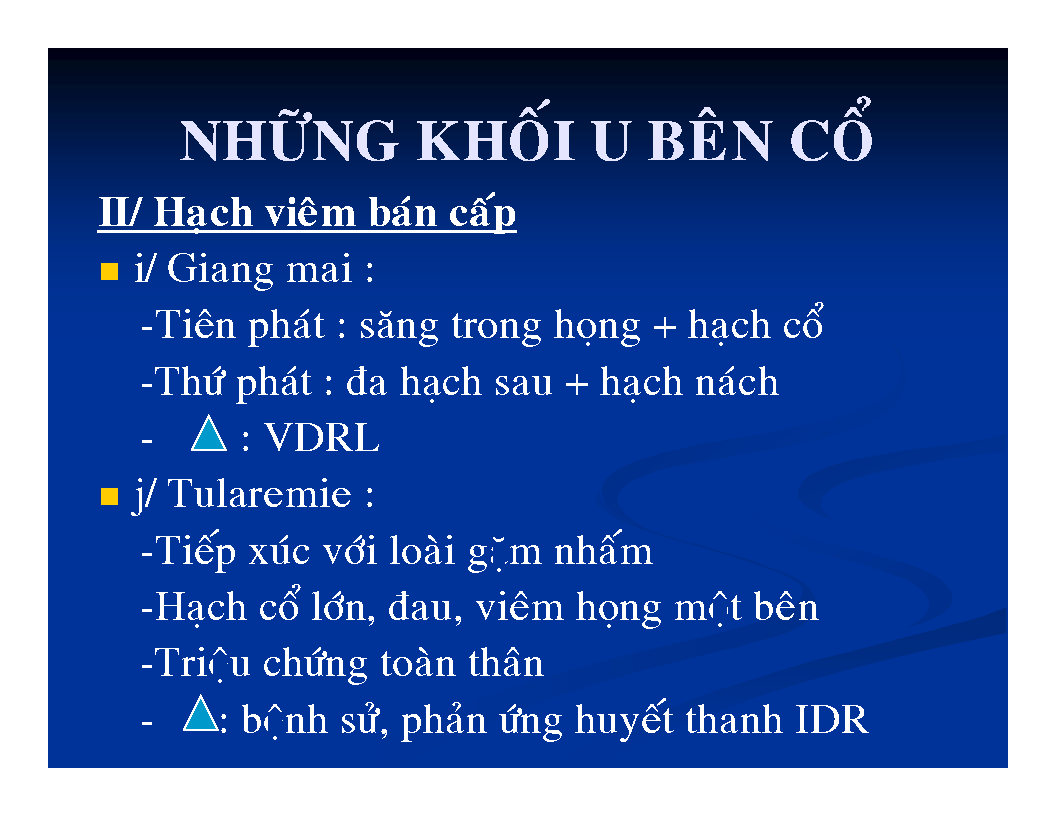 NHỮNG KHỐI U BÊN CỔ
II/ Hạch viêm bán cấp
i/ Giang mai :
-Tiên phát : săng trong họng + hạch cổ
-Thứ phát : đa hạch sau + hạch nách
- : VDRL
j/ Tularemie :
-Tiếp xúc với loài gặm nhấm
-Hạch cổ lớn, đau, viêm họng một bên
-Triệu chứng toàn thân
- : bệnh sử, phản ứng huyết thanh IDR